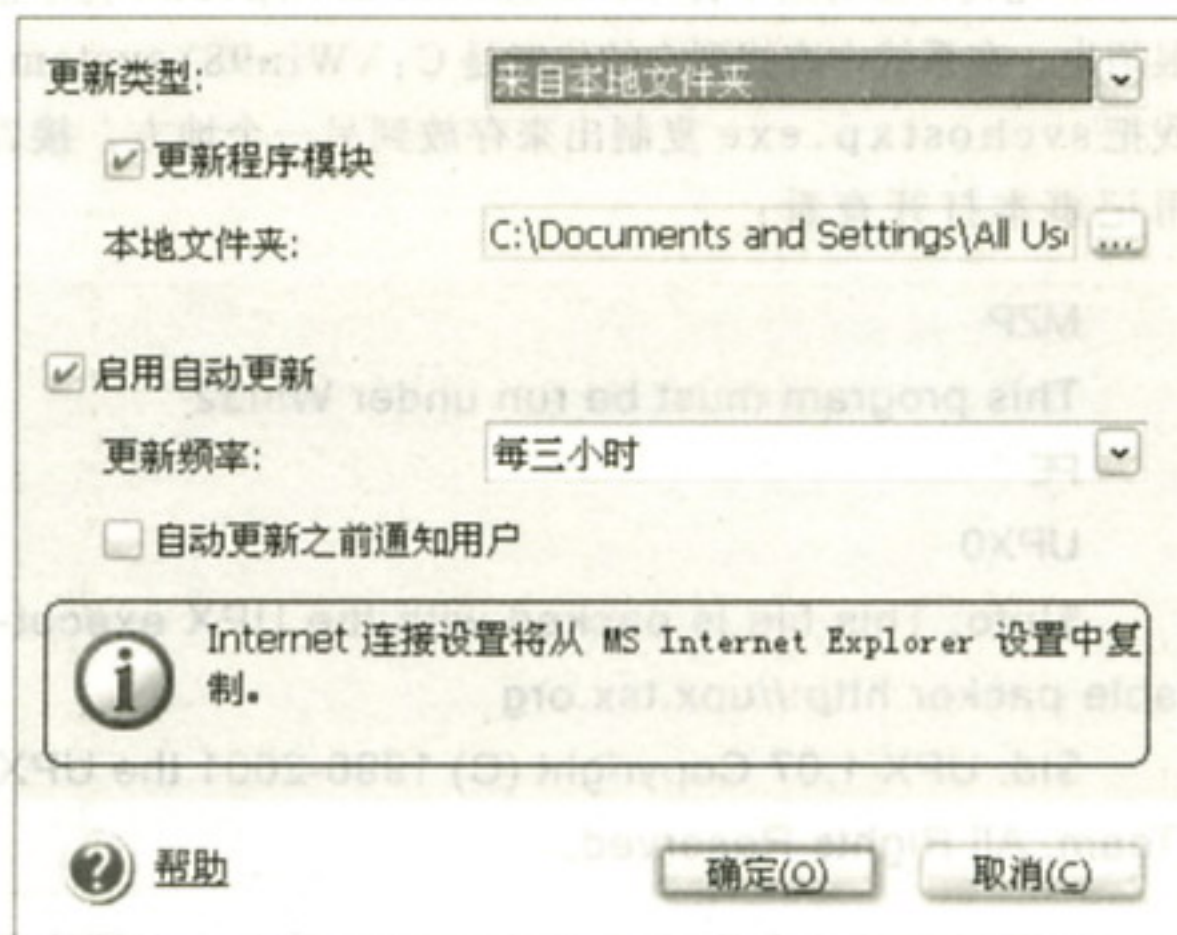 更新类型:
来自本地文件夹
更新程序模块
本地文件夹:
C:\Documents and Settings\All Us
...
启用自动更新
更新频率:
每三小时
自动更新之前通知用户
Internet 连接设置将从 MS Internet Explorer 设置中复
制。
帮助
确定(O)
取消(C)